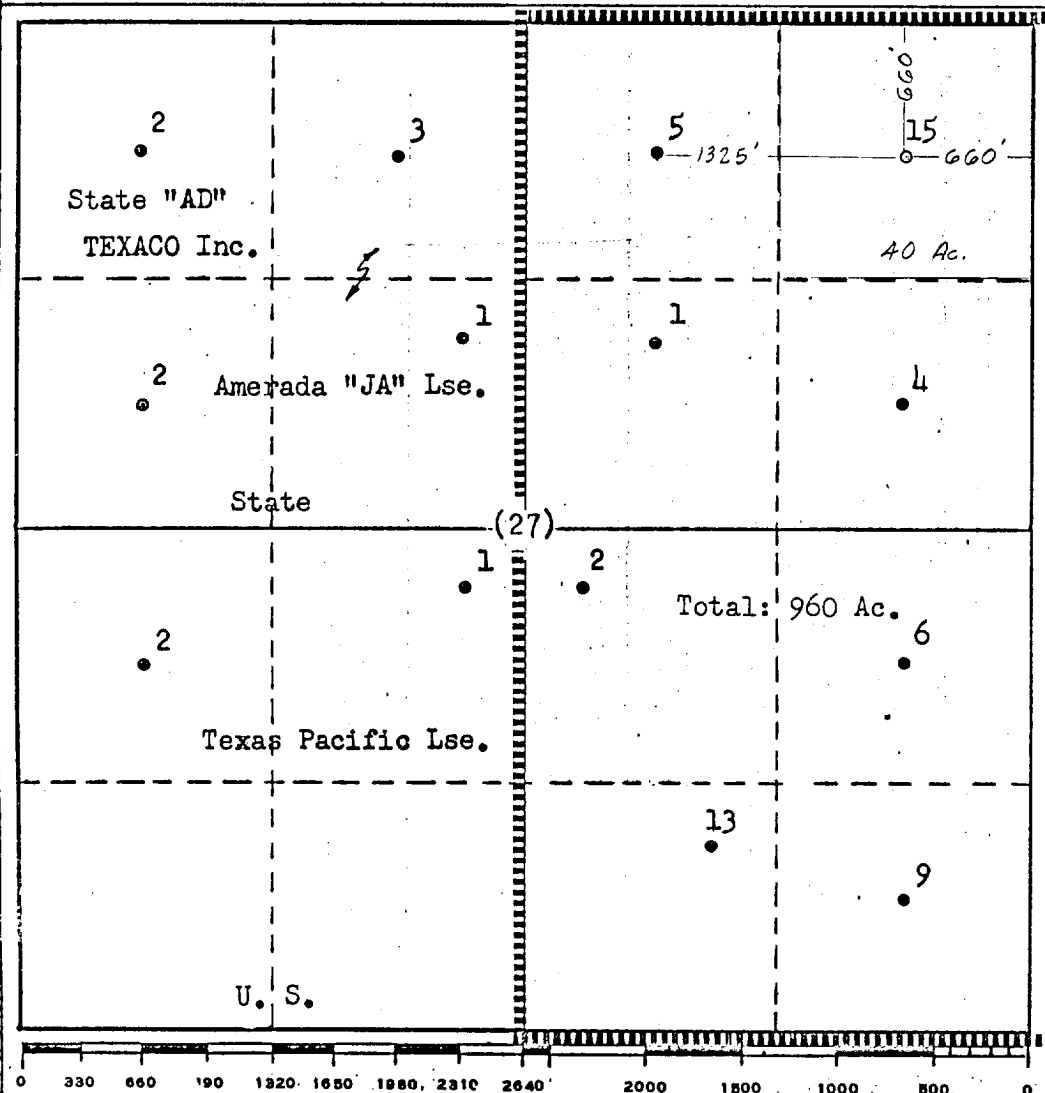 660'
2 3 5 15
1325' 660'
State "AD"
TEXACO Inc.
40 Ac.
1 1
2 Amerada "JA" Lse. 4
State
(27)
1 2
Total: 960 Ac.
2 6
Texas Pacific Lse.
13
9
U. S.
0 330 660 '90 1320 1650 1980 2310 2640 2000 1500 1000 500 0